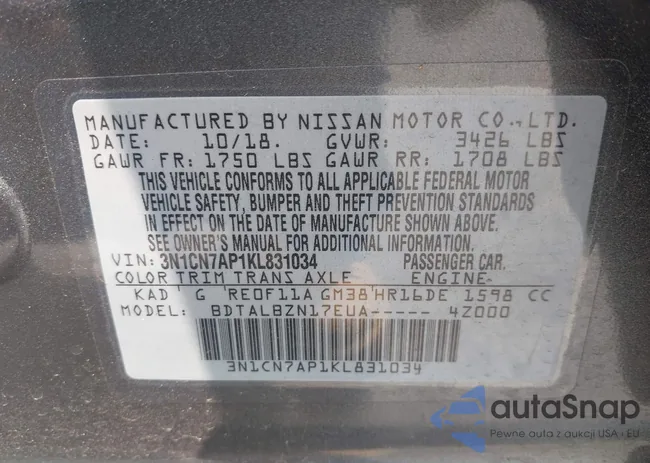 MANUFACTURED BY NISSAN MOTOR CO., LTD.
DATE: 10/18. GVWR: 3426 LBS
GAWR FR: 1750 LBS GAWR RR: 1708 LBS
THIS VEHICLE CONFORMS TO ALL APPLICABLE FEDERAL MOTOR
VEHICLE SAFETY, BUMPER AND THEFT PREVENTION STANDARDS
IN EFFECT ON THE DATE OF MANUFACTURE SHOWN ABOVE.
SEE OWNER'S MANUAL FOR ADDITIONAL INFORMATION.
VIN: 3N1CN7AP1KL831034 PASSENGER CAR.
COLOR TRIM TRANS AXLE ENGINE
KAD G RE0F11A GM38 HR16DE 1598 CC
MODEL: BDTALBZN17EUA----- 4Z000
3N1CN7AP1KL831034
autaSnap
Pewne auta z aukcji USA i EU